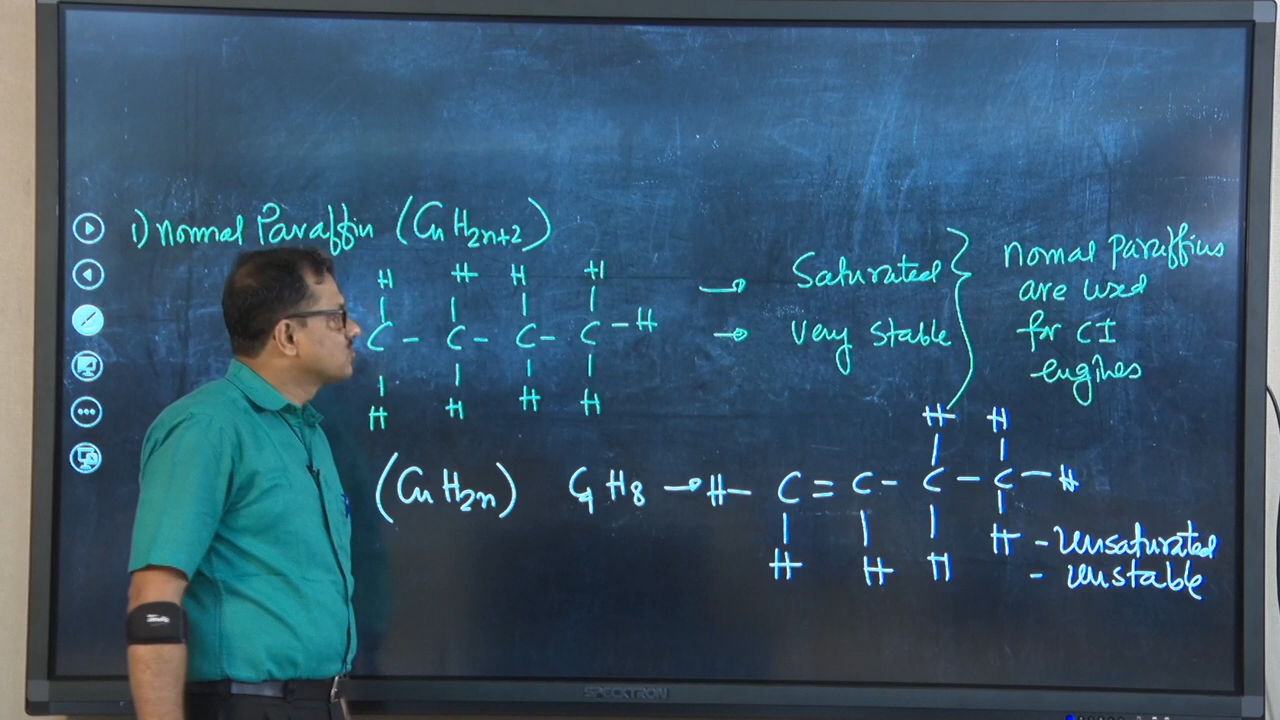 1) Normal Paraffin (CnH2n+2)
H H H H
C - C - C - C - H
H H H H
→ Saturated
→ Very stable
Normal Paraffins
are used
for CI
engines
(CnH2n) C4H8 → H - C = C - C - C - H
H H
H H H H
- Unsaturated
- Unstable
SPECKTRON